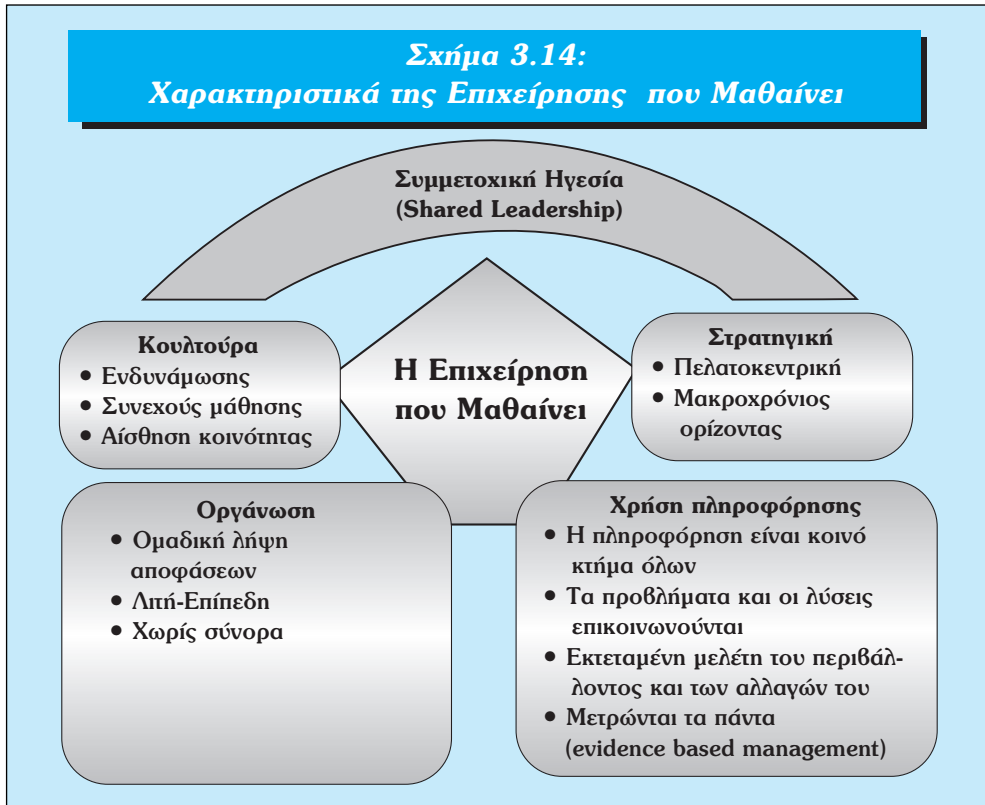 Σχήμα 3.14:
Χαρακτηριστικά της Επιχείρησης που Μαθαίνει
Συμμετοχική Ηγεσία
(Shared Leadership)
Κουλτούρα
• Ενδυνάμωσης
• Συνεχούς μάθησης
• Αίσθηση κοινότητας
Η Επιχείρηση
που Μαθαίνει
Στρατηγική
• Πελατοκεντρική
• Μακροχρόνιος
ορίζοντας
Οργάνωση
• Ομαδική λήψη
αποφάσεων
• Λιτή-Επίπεδη
• Χωρίς σύνορα
Χρήση πληροφόρησης
• Η πληροφόρηση είναι κοινό
κτήμα όλων
• Τα προβλήματα και οι λύσεις
επικοινωνούνται
• Εκτεταμένη μελέτη του περιβάλ-
λοντος και των αλλαγών του
• Μετρώνται τα πάντα
(evidence based management)